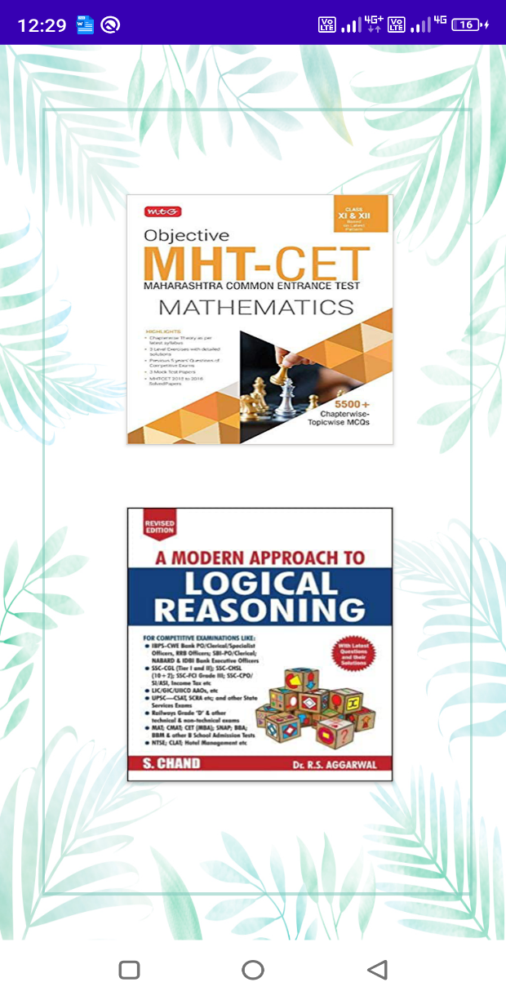 12:29
Vo
LTE
4G+
Vo
LTE
4G
16
mtG
CLASS
XI & XII
Based
on Latest
Pattern
Objective
MHT-CET
MAHARASHTRA COMMON ENTRANCE TEST
MATHEMATICS
HIGHLIGHTS
• Chapterwise Theory as per
latest syllabus
• 3 Level Exercises with detailed
solutions
• Previous 5 years' Questions of
Competitive Exams
• 3 Mock Test Papers
• MHTCET 2015 to 2018
Solved Papers
5500+
Chapterwise-
Topicwise MCQs
REVISED
EDITION
A MODERN APPROACH TO
LOGICAL
REASONING
FOR COMPETITIVE EXAMINATIONS LIKE:
● IBPS-CWE Bank PO/Clerical/Specialist
Officers, RRB Officers; SBI-PO/Clerical;
NABARD & IDBI Bank Executive Officers
● SSC-CGL (Tier I and II); SSC-CHSL
(10+2); SSC-FCI Grade III; SSC-CPO/
SI/ASI, Income Tax etc
● LIC/GIC/UIICO AAOs, etc
● UPSC—CSAT, SCRA etc; and other State
Services Exams
● Railways Grade 'D' & other
technical & non-technical exams
● MAT; CMAT; CET (MBA); SNAP; BBA;
BBM & other B School Admission Tests
● NTSE; CLAT; Hotel Management etc
With Latest
Questions
and their
Solutions
S. CHAND
Dr. R.S. AGGARWAL